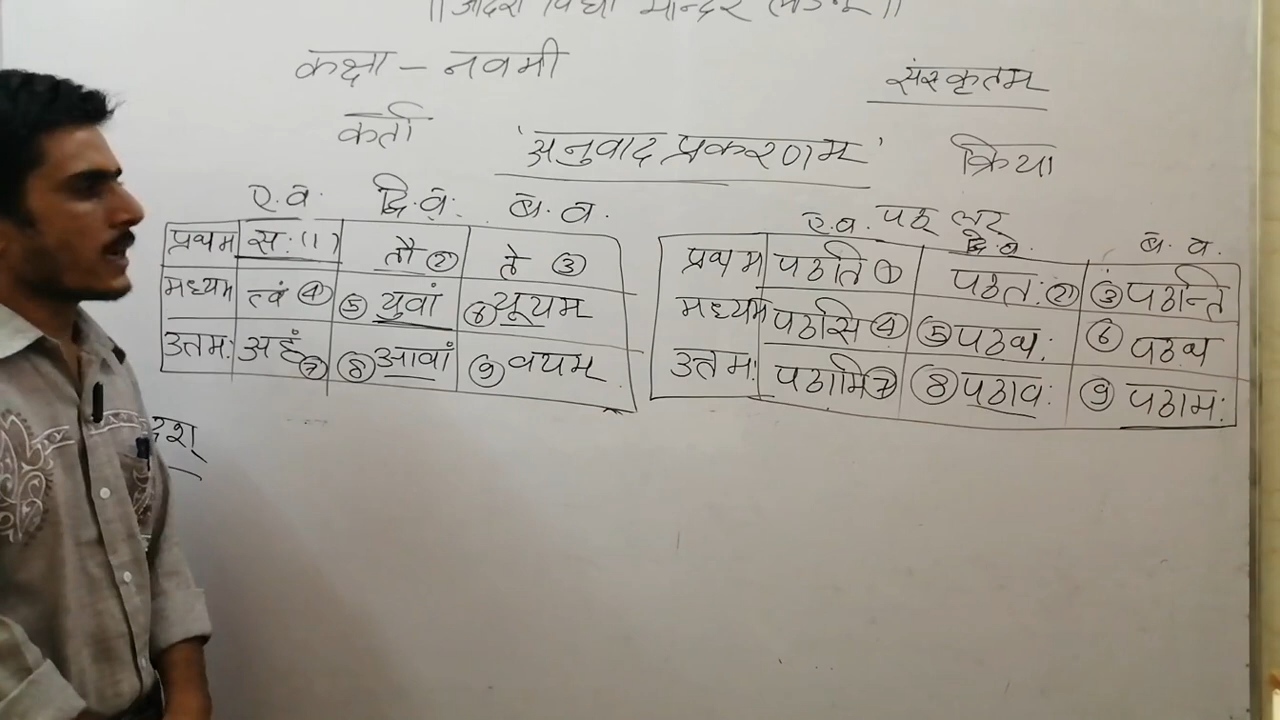 ॥ आदर्श विद्या मन्दिर ॥
कक्षा – नवमी
संस्कृतम्
कर्ता
'अनुवाद प्रकरणम्'
क्रिया
ए.व. द्वि.व. ब.व.
ए.व. पठ् लट् द्वि.व. ब.व.
प्रथम सः (1) तौ (2) ते (3)
मध्यम त्वं (4) (5) युवां (6) यूयम्
उत्तमः अहं (7) (8) आवां (9) वयम्
प्रथम पठति (1) पठतः (2) (3) पठन्ति
मध्यम पठसि (4) (5) पठथः (6) पठथ
उत्तमः पठामि (7) (8) पठावः (9) पठामः